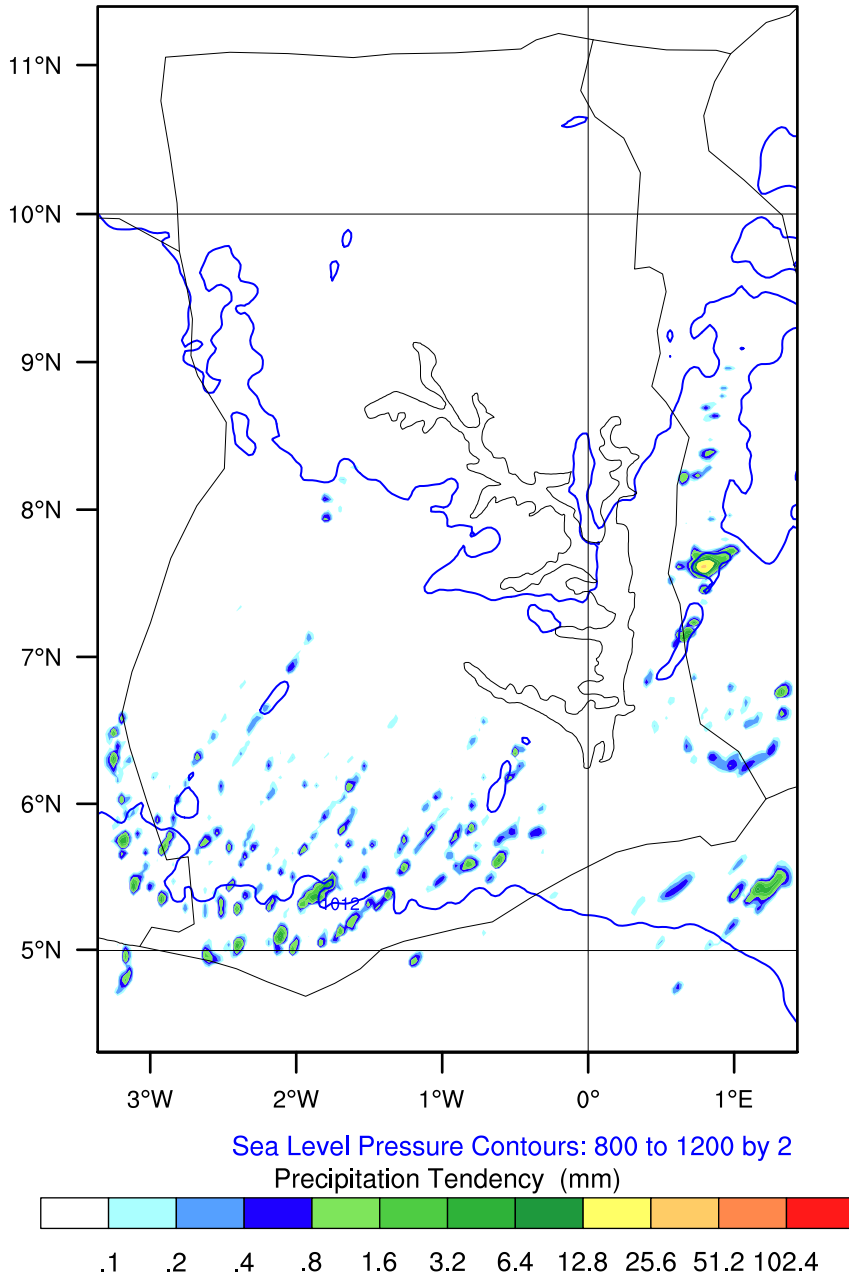 11°N
10°N
9°N
8°N
7°N
6°N
1012
5°N
3°W 2°W 1°W 0° 1°E
Sea Level Pressure Contours: 800 to 1200 by 2
Precipitation Tendency (mm)
.1 .2 .4 .8 1.6 3.2 6.4 12.8 25.6 51.2 102.4